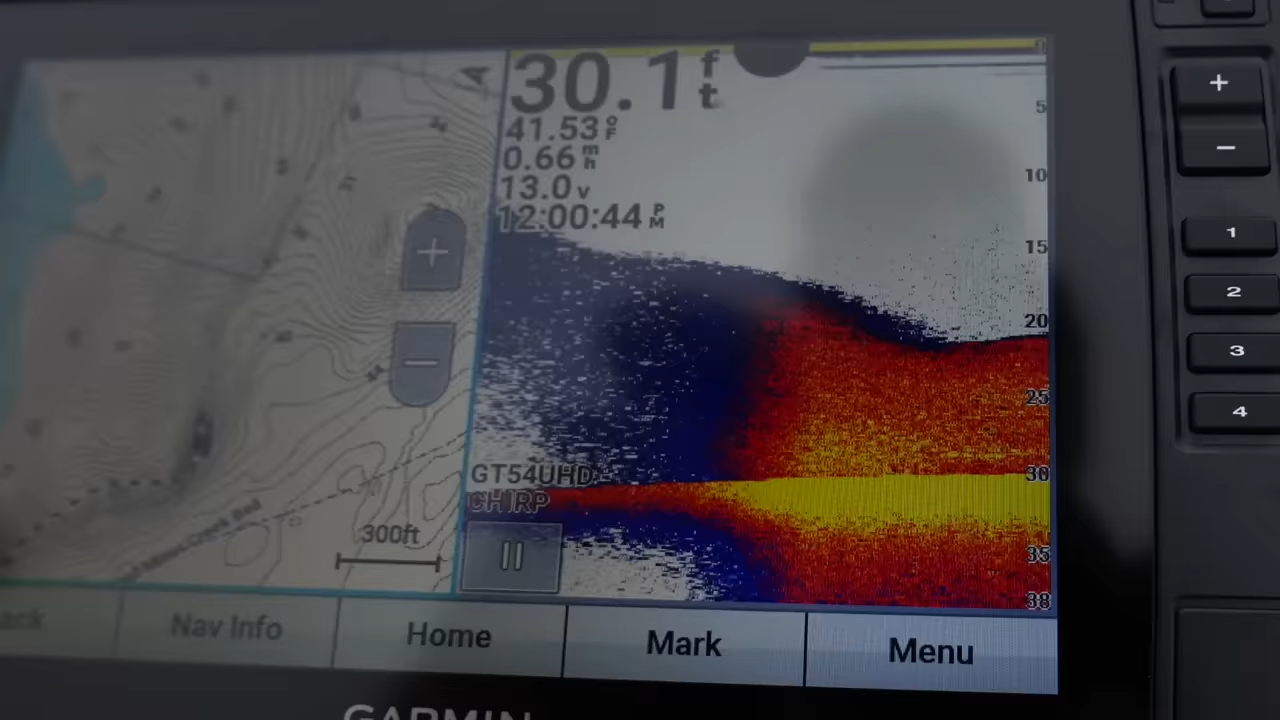 30.1 ft
41.53 °F
0.66 mh
13.0 v
12:00:44 PM
0
5
10
15
20
25
30
35
38
GT54UHD
CHIRP
300ft
Nav Info
Home
Mark
Menu
GARMIN
+
−
1
2
3
4